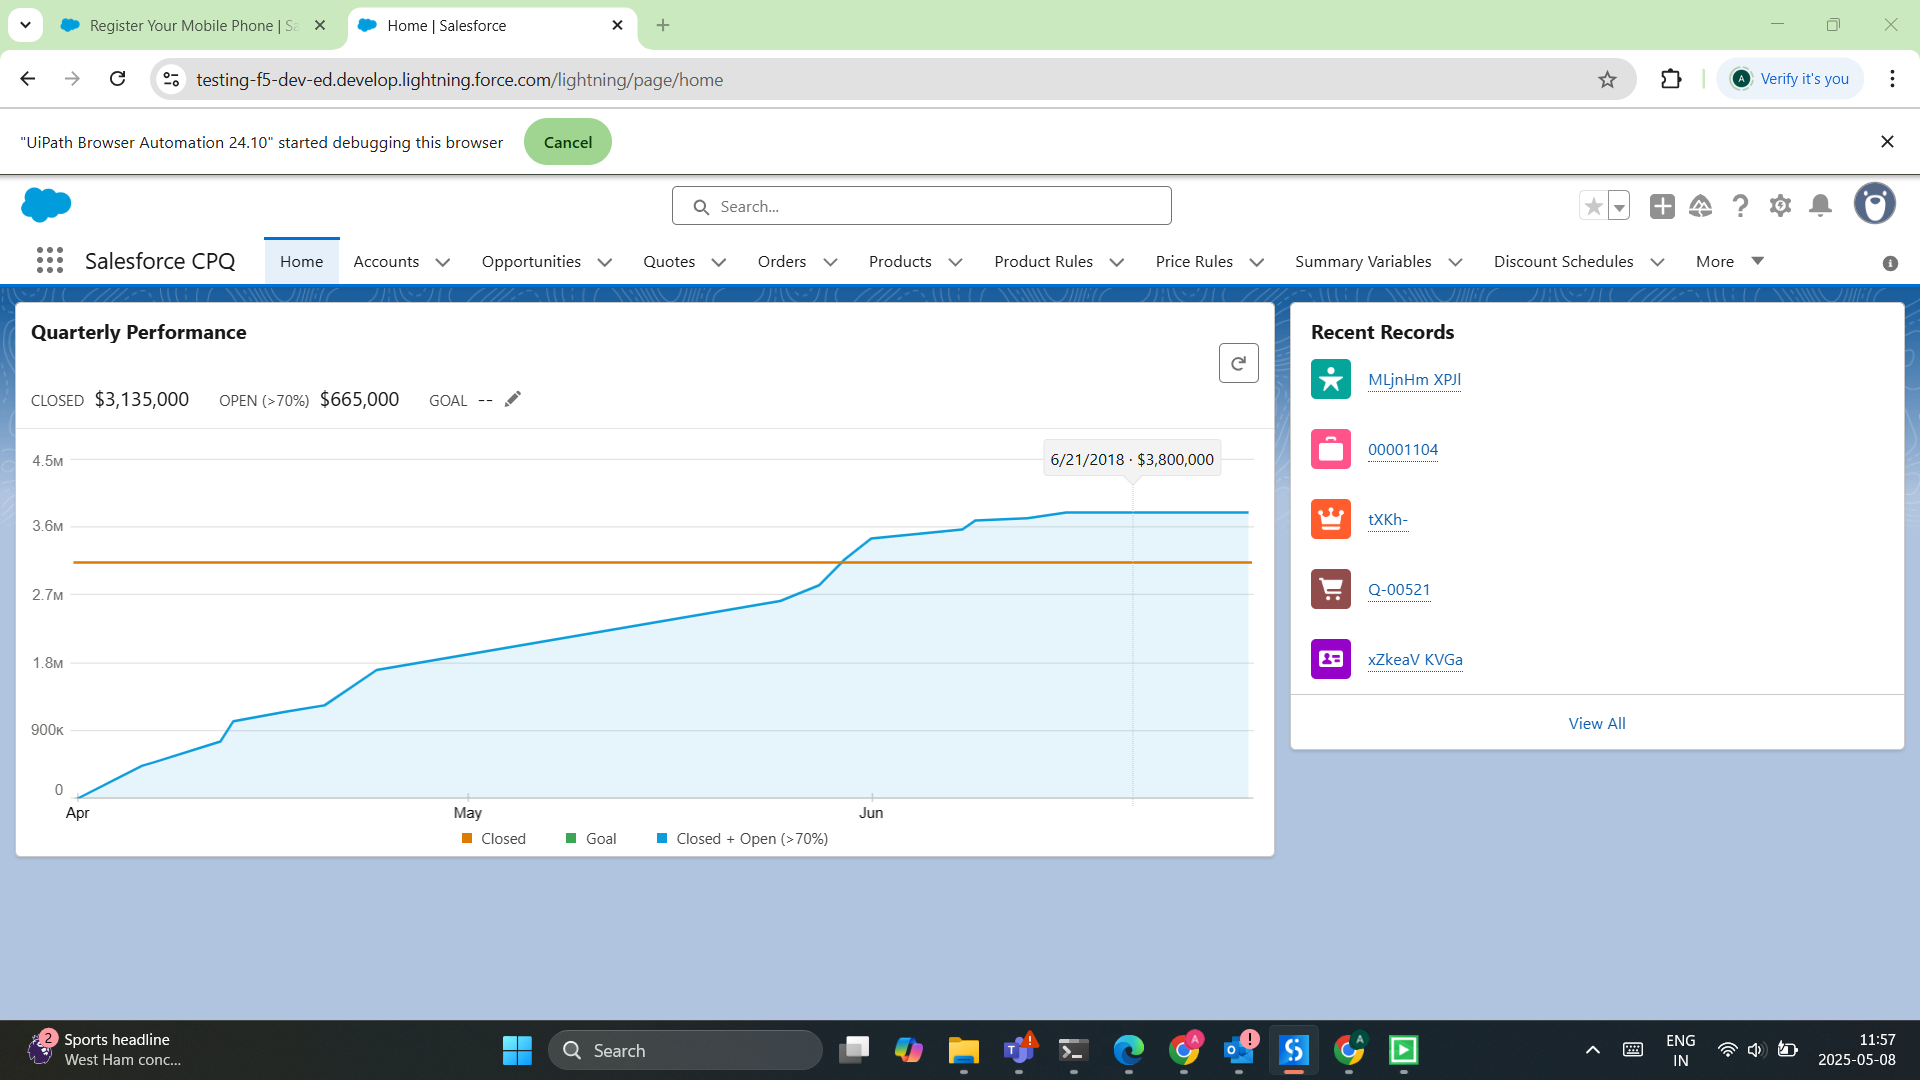 Register Your Mobile Phone | Sa
Home | Salesforce
testing-f5-dev-ed.develop.lightning.force.com/lightning/page/home
A
Verify it's you
"UiPath Browser Automation 24.10" started debugging this browser
Cancel
Search...
Salesforce CPQ
Home
Accounts
Opportunities
Quotes
Orders
Products
Product Rules
Price Rules
Summary Variables
Discount Schedules
More
Quarterly Performance
CLOSED $3,135,000 OPEN (>70%) $665,000 GOAL --
6/21/2018 · $3,800,000
4.5M
3.6M
2.7M
1.8M
900K
0
Apr May Jun
Closed Goal Closed + Open (>70%)
Recent Records
MLjnHm XPJl
00001104
tXKh-
Q-00521
xZkeaV KVGa
View All
2
Sports headline
West Ham conc...
Search
A
A
ENG
IN
11:57
2025-05-08